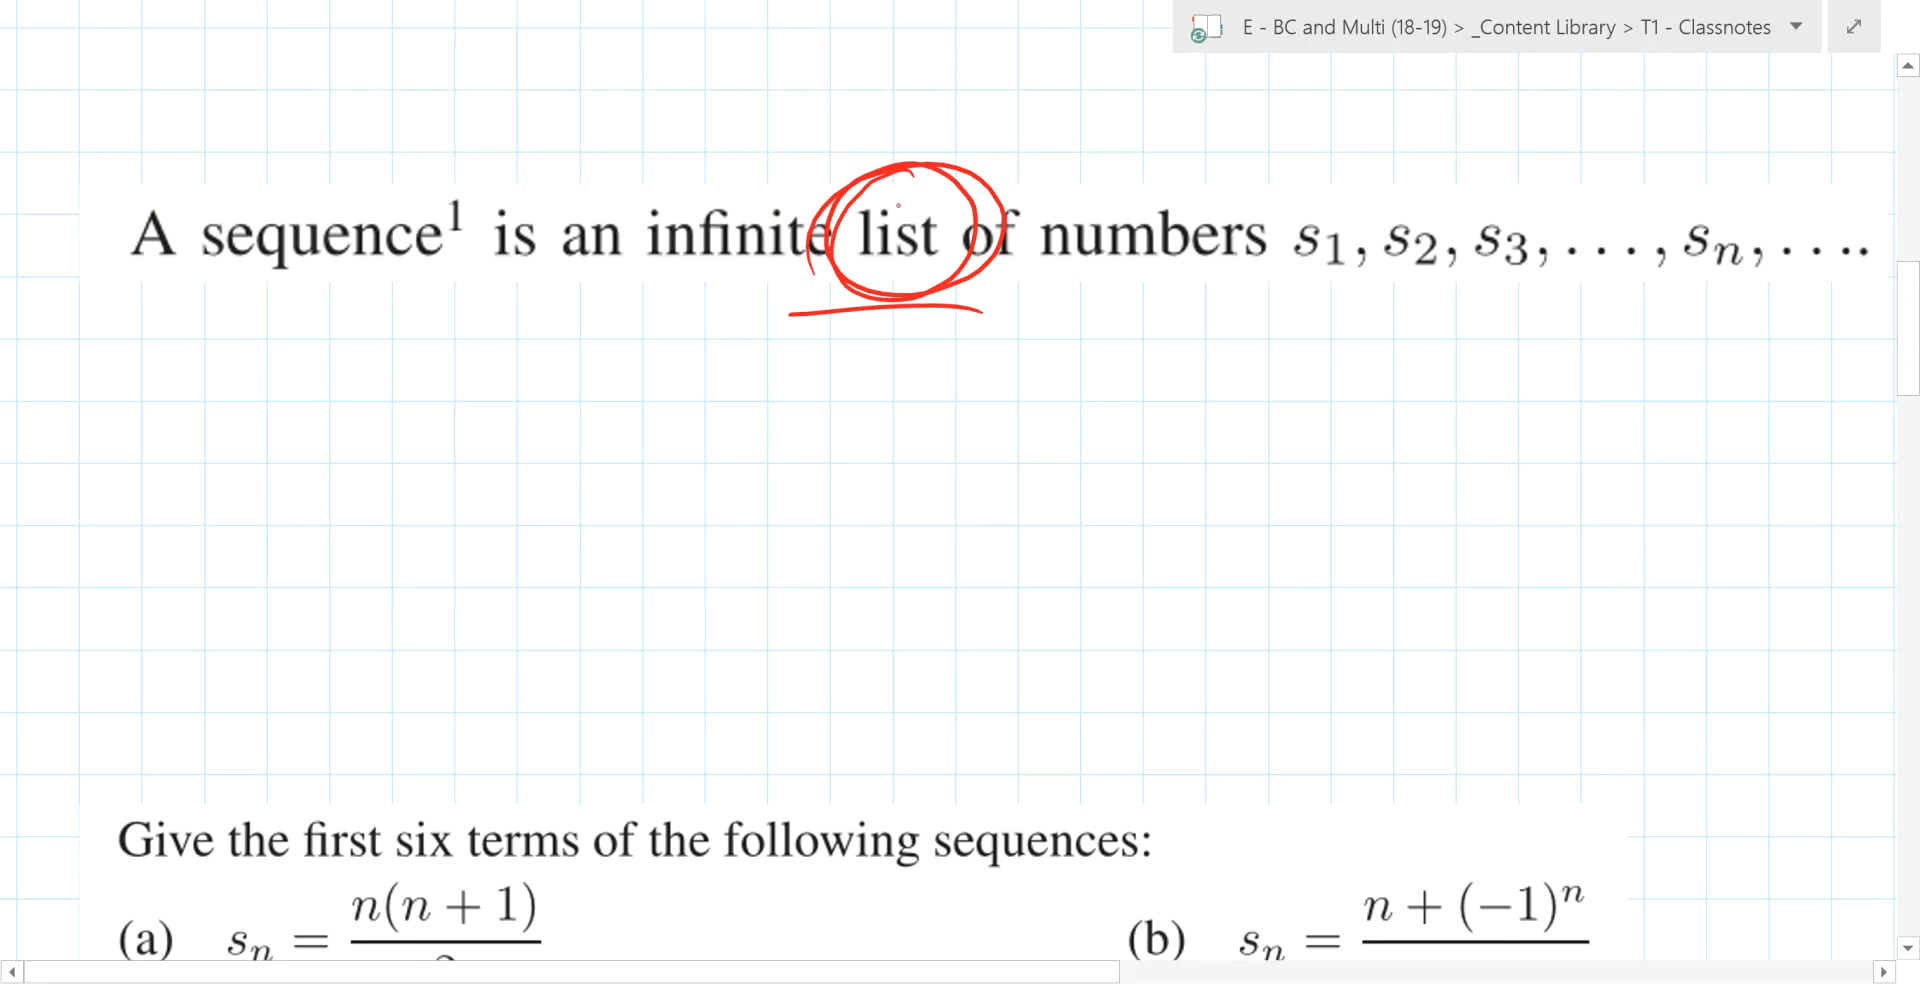 E - BC and Multi (18-19) > _Content Library > T1 - Classnotes
A sequence¹ is an infinite list of numbers s₁, s₂, s₃, . . . , sₙ, . . . .
Give the first six terms of the following sequences:
(a) sₙ = n(n + 1)
(b) sₙ = n + (−1)ⁿ